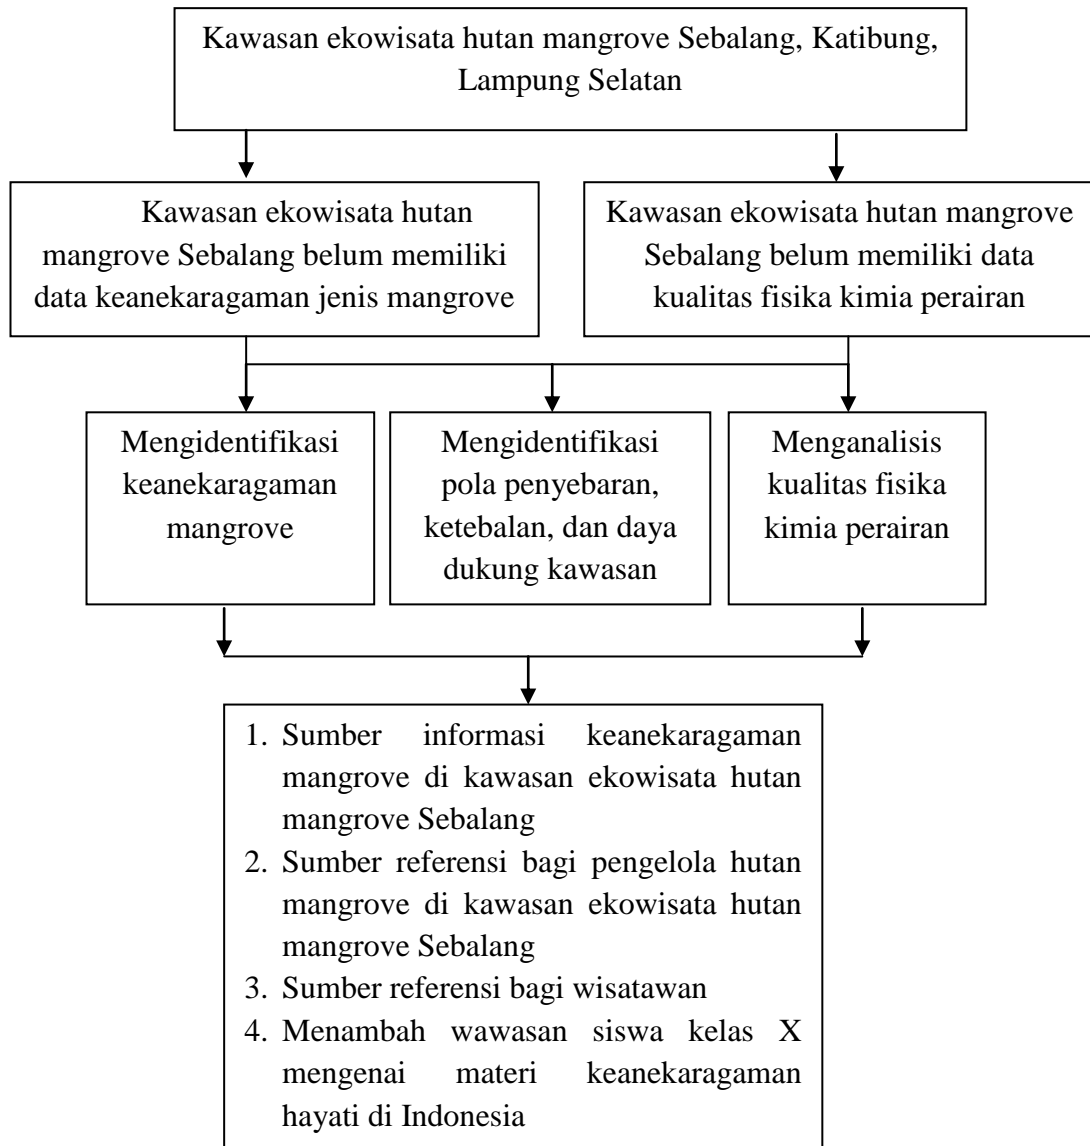 Kawasan ekowisata hutan mangrove Sebalang, Katibung,
Lampung Selatan
Kawasan ekowisata hutan
mangrove Sebalang belum memiliki
data keanekaragaman jenis mangrove
Kawasan ekowisata hutan mangrove
Sebalang belum memiliki data
kualitas fisika kimia perairan
Mengidentifikasi
keanekaragaman
mangrove
Mengidentifikasi
pola penyebaran,
ketebalan, dan daya
dukung kawasan
Menganalisis
kualitas fisika
kimia perairan
1. Sumber informasi keanekaragaman
mangrove di kawasan ekowisata hutan
mangrove Sebalang
2. Sumber referensi bagi pengelola hutan
mangrove di kawasan ekowisata hutan
mangrove Sebalang
3. Sumber referensi bagi wisatawan
4. Menambah wawasan siswa kelas X
mengenai materi keanekaragaman
hayati di Indonesia